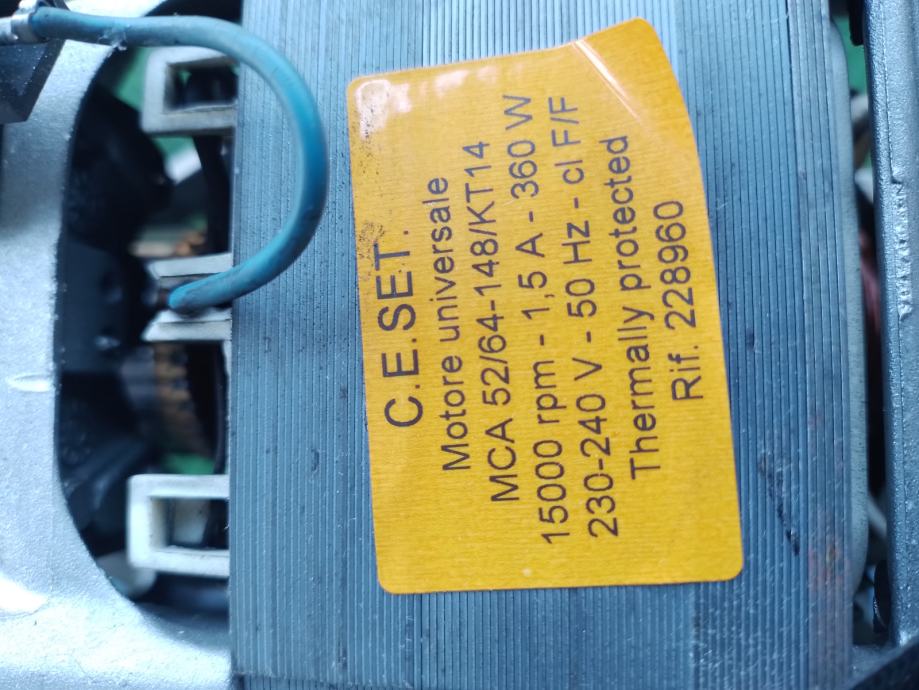 C.E.SET.
Motore universale
MCA 52/64-148/KT14
15000 rpm - 1,5 A - 360 W
230-240 V - 50 Hz - cl F/F
Thermally protected
Rif. 228960